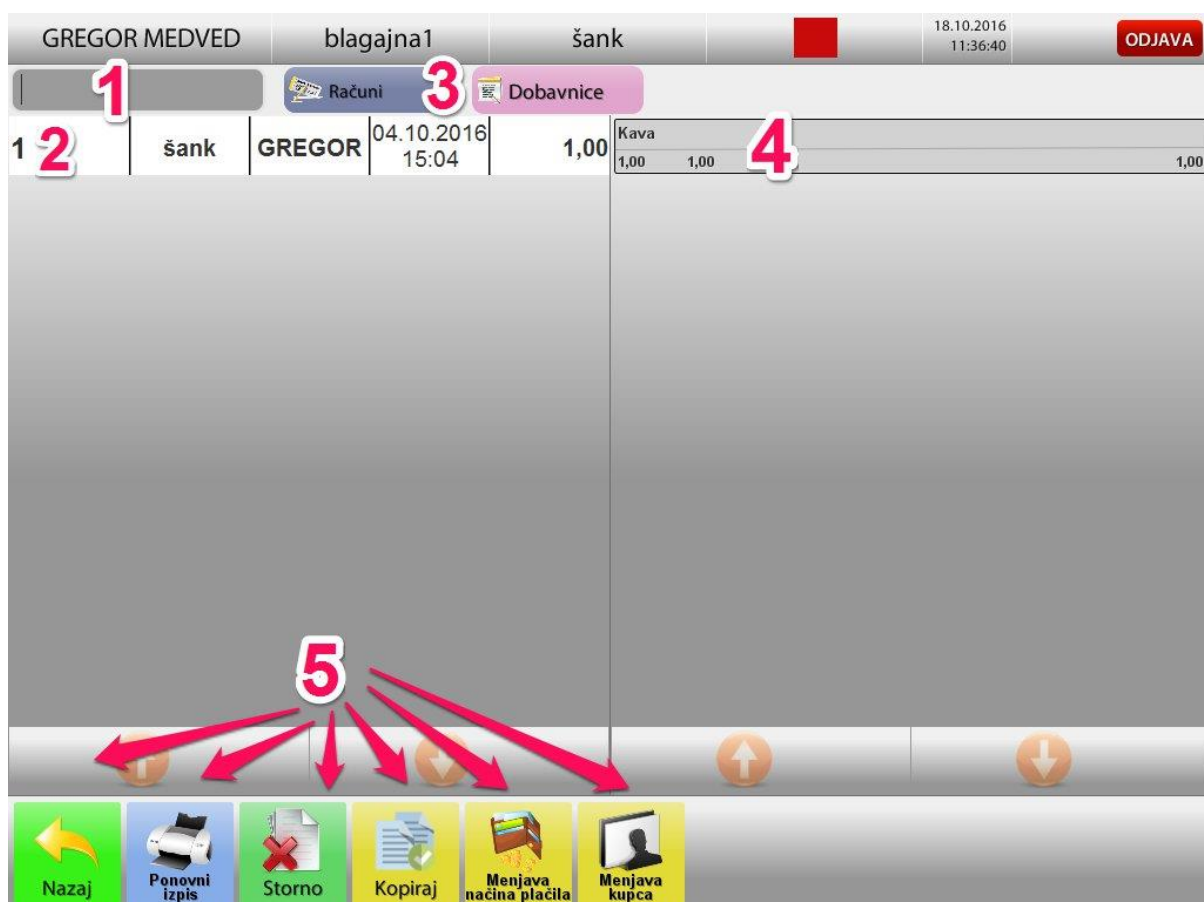 GREGOR MEDVED
blagajna1
šank
18.10.2016
11:36:40
ODJAVA
1
Računi
3
Dobavnice
1
2
šank
GREGOR
04.10.2016
15:04
1,00
Kava
1,00 1,00 1,00
4
5
Nazaj
Ponovni
izpis
Storno
Kopiraj
Menjava
načina plačila
Menjava
kupca